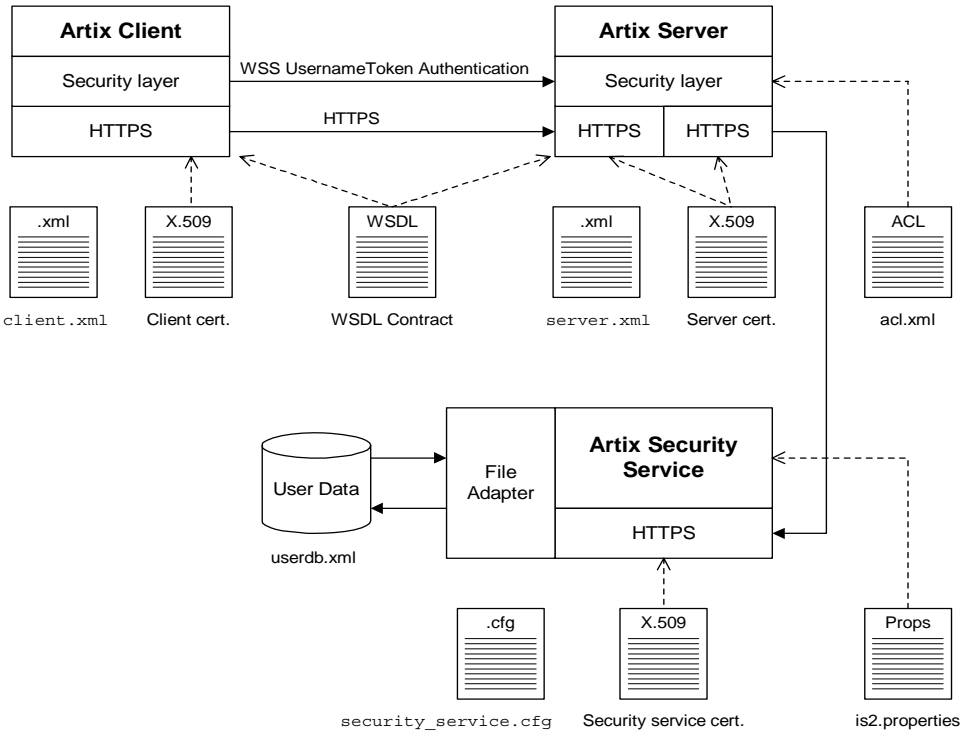 Artix Client
Artix Server
WSS UsernameToken Authentication
Security layer
Security layer
HTTPS
HTTPS
HTTPS
HTTPS
.xml
X.509
WSDL
.xml
X.509
ACL
client.xml
Client cert.
WSDL Contract
server.xml
Server cert.
acl.xml
Artix Security
Service
File
Adapter
User Data
HTTPS
userdb.xml
.cfg
X.509
Props
security_service.cfg
Security service cert.
is2.properties